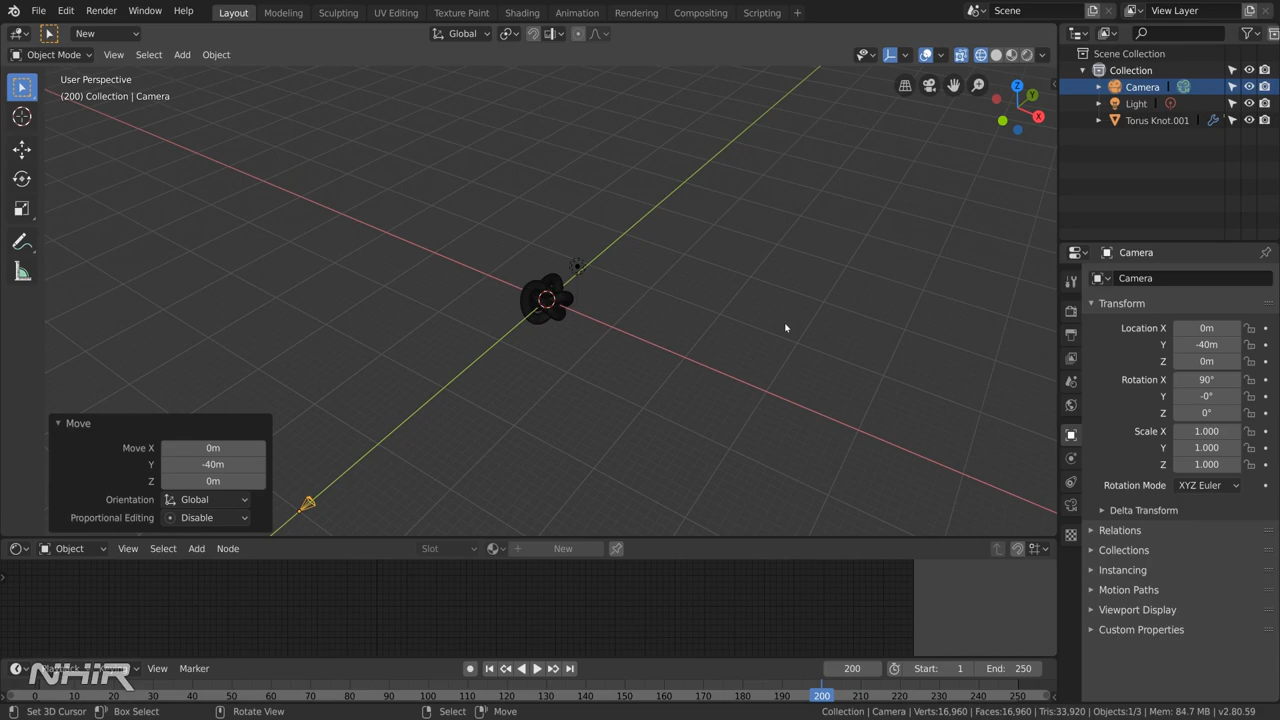 File Edit Render Window Help Layout Modeling Sculpting UV Editing Texture Paint Shading Animation Rendering Compositing Scripting + Scene View Layer
New Global
Object Mode View Select Add Object
User Perspective
(200) Collection | Camera
Z
Y
X
Scene Collection
Collection
Camera
Light
Torus Knot.001
Camera
Camera
Transform
Location X 0m
Y -40m
Z 0m
Rotation X 90°
Y -0°
Z 0°
Scale X 1.000
Y 1.000
Z 1.000
Rotation Mode XYZ Euler
Delta Transform
Relations
Collections
Instancing
Motion Paths
Viewport Display
Custom Properties
Move
Move X 0m
Y -40m
Z 0m
Orientation Global
Proportional Editing Disable
Object View Select Add Node Slot New
NHiR
View Marker 200 Start: 1 End: 250
0 10 20 30 40 50 60 70 80 90 100 110 120 130 140 150 160 170 180 190 200 210 220 230 240 250
Set 3D Cursor Box Select Rotate View Select Move Collection | Camera | Verts:16,960 | Faces:16,960 | Tris:33,920 | Objects:1/3 | Mem: 84.7 MB | v2.80.59